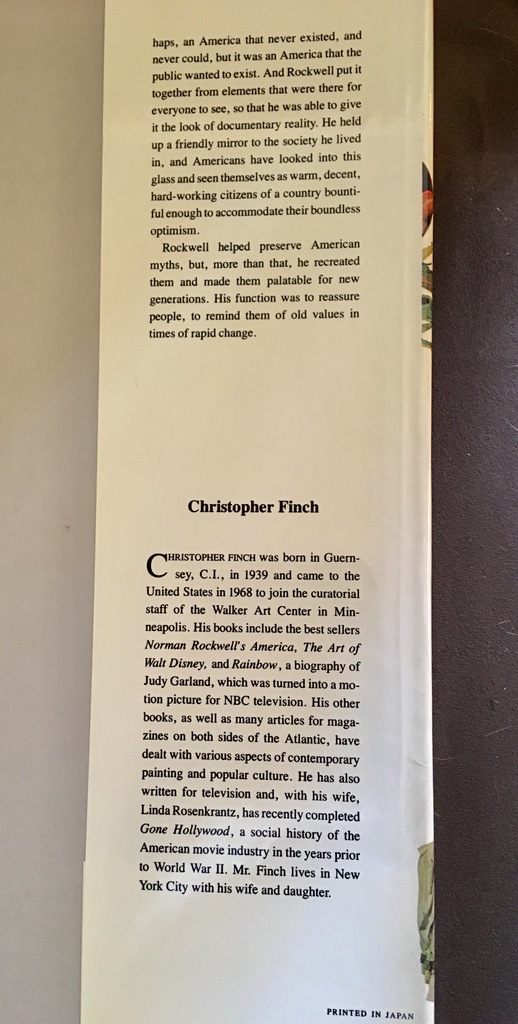 haps, an America that never existed, and
never could, but it was an America that the
public wanted to exist. And Rockwell put it
together from elements that were there for
everyone to see, so that he was able to give
it the look of documentary reality. He held
up a friendly mirror to the society he lived
in, and Americans have looked into this
glass and seen themselves as warm, decent,
hard-working citizens of a country bounti-
ful enough to accommodate their boundless
optimism.
Rockwell helped preserve American
myths, but, more than that, he recreated
them and made them palatable for new
generations. His function was to reassure
people, to remind them of old values in
times of rapid change.
Christopher Finch
CHRISTOPHER FINCH was born in Guern-
sey, C.I., in 1939 and came to the
United States in 1968 to join the curatorial
staff of the Walker Art Center in Min-
neapolis. His books include the best sellers
Norman Rockwell's America, The Art of
Walt Disney, and Rainbow, a biography of
Judy Garland, which was turned into a mo-
tion picture for NBC television. His other
books, as well as many articles for maga-
zines on both sides of the Atlantic, have
dealt with various aspects of contemporary
painting and popular culture. He has also
written for television and, with his wife,
Linda Rosenkrantz, has recently completed
Gone Hollywood, a social history of the
American movie industry in the years prior
to World War II. Mr. Finch lives in New
York City with his wife and daughter.
PRINTED IN JAPAN